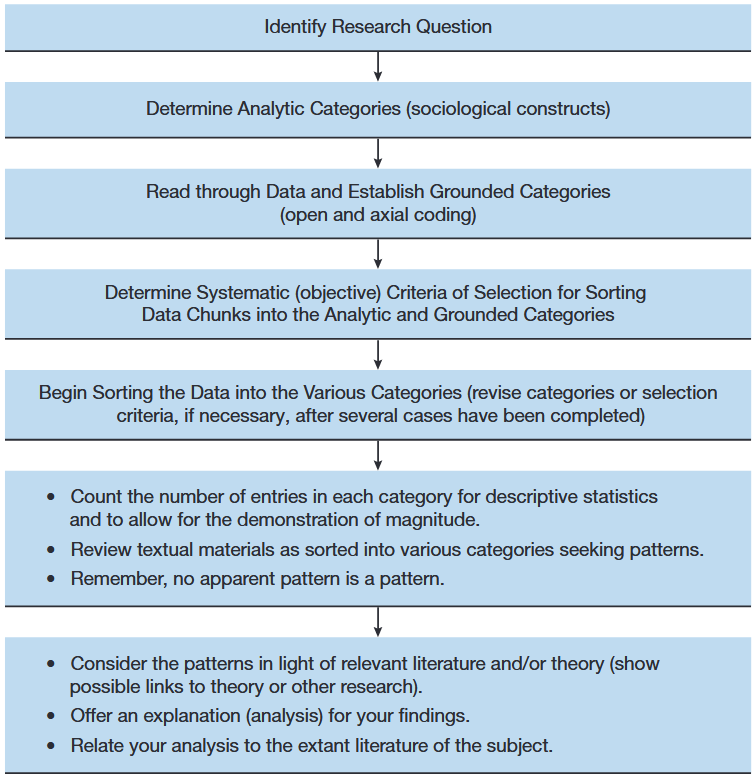 Identify Research Question
Determine Analytic Categories (sociological constructs)
Read through Data and Establish Grounded Categories
(open and axial coding)
Determine Systematic (objective) Criteria of Selection for Sorting
Data Chunks into the Analytic and Grounded Categories
Begin Sorting the Data into the Various Categories (revise categories or selection
criteria, if necessary, after several cases have been completed)
• Count the number of entries in each category for descriptive statistics
and to allow for the demonstration of magnitude.
• Review textual materials as sorted into various categories seeking patterns.
• Remember, no apparent pattern is a pattern.
• Consider the patterns in light of relevant literature and/or theory (show
possible links to theory or other research).
• Offer an explanation (analysis) for your findings.
• Relate your analysis to the extant literature of the subject.